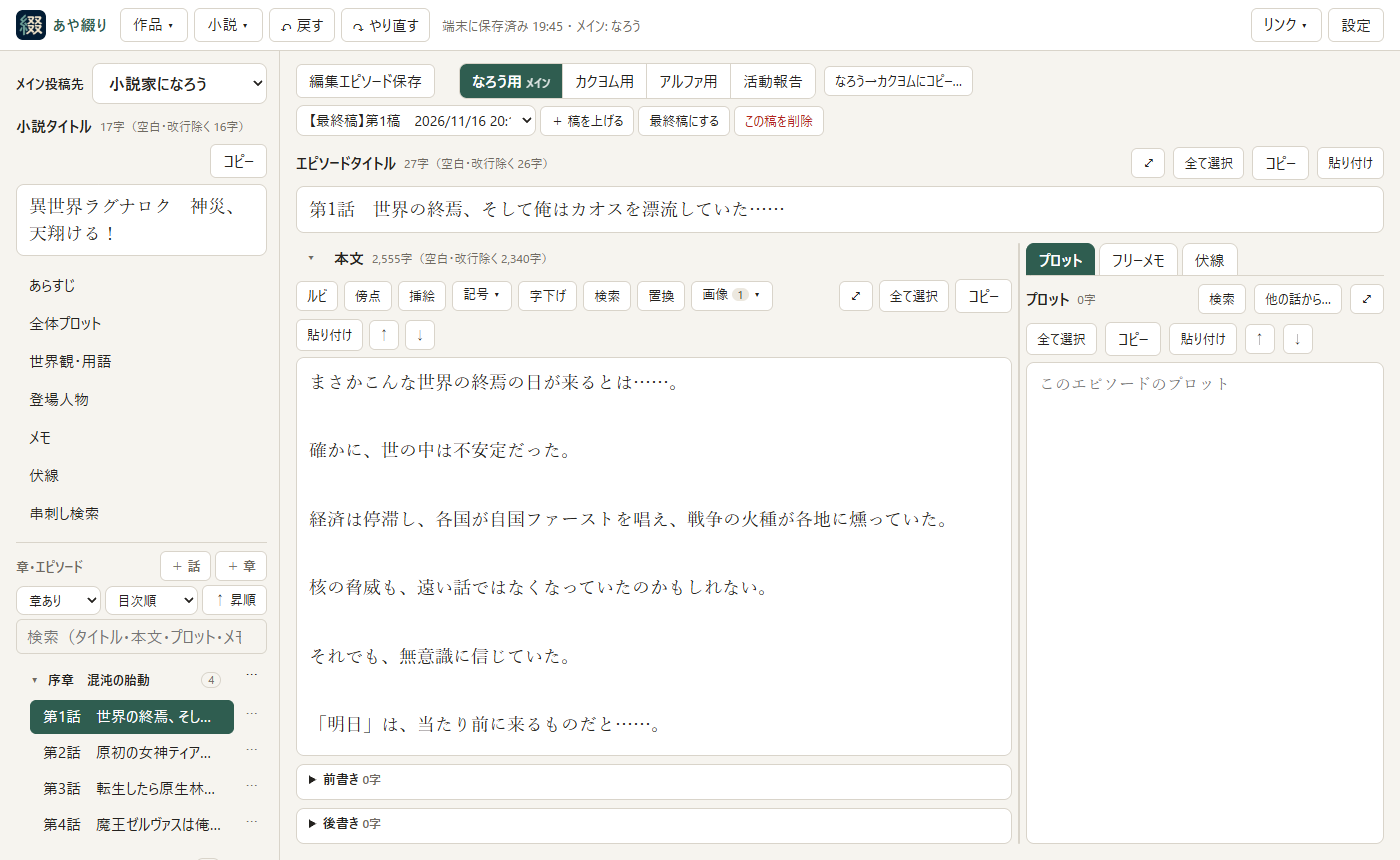 綴 あや綴り 作品 ▾ 小説 ▾ ↶ 戻す ↷ やり直す 端末に保存済み 19:45・メイン: なろう リンク ▾ 設定
メイン投稿先 小説家になろう
小説タイトル 17字（空白・改行除く16字）
コピー
異世界ラグナロク　神災、
天翔ける！
あらすじ
全体プロット
世界観・用語
登場人物
メモ
伏線
串刺し検索
章・エピソード ＋ 話 ＋ 章
章あり 目次順 ↑ 昇順
検索（タイトル・本文・プロット・メモ
▾ 序章　混沌の胎動 4 …
第1話　世界の終焉、そし... …
第2話　原初の女神ティア... …
第3話　転生したら原生林... …
第4話　魔王ゼルヴァスは俺... …
編集エピソード保存 なろう用 メイン カクヨム用 アルファ用 活動報告 なろう→カクヨムにコピー...
【最終稿】第1稿　2026/11/16 20: ＋ 稿を上げる 最終稿にする この稿を削除
エピソードタイトル 27字（空白・改行除く26字） ⤢ 全て選択 コピー 貼り付け
第1話　世界の終焉、そして俺はカオスを漂流していた……
▾ 本文 2,555字（空白・改行除く2,340字）
ルビ 傍点 挿絵 記号 ▾ 字下げ 検索 置換 画像 1 ▾ ⤢ 全て選択 コピー
貼り付け ↑ ↓
まさかこんな世界の終焉の日が来るとは……。
確かに、世の中は不安定だった。
経済は停滞し、各国が自国ファーストを唱え、戦争の火種が各地に燻っていた。
核の脅威も、遠い話ではなくなっていたのかもしれない。
それでも、無意識に信じていた。
「明日」は、当たり前に来るものだと……。
▶ 前書き 0字
▶ 後書き 0字
プロット フリーメモ 伏線
プロット 0字 検索 他の話から... ⤢
全て選択 コピー 貼り付け ↑ ↓
このエピソードのプロット